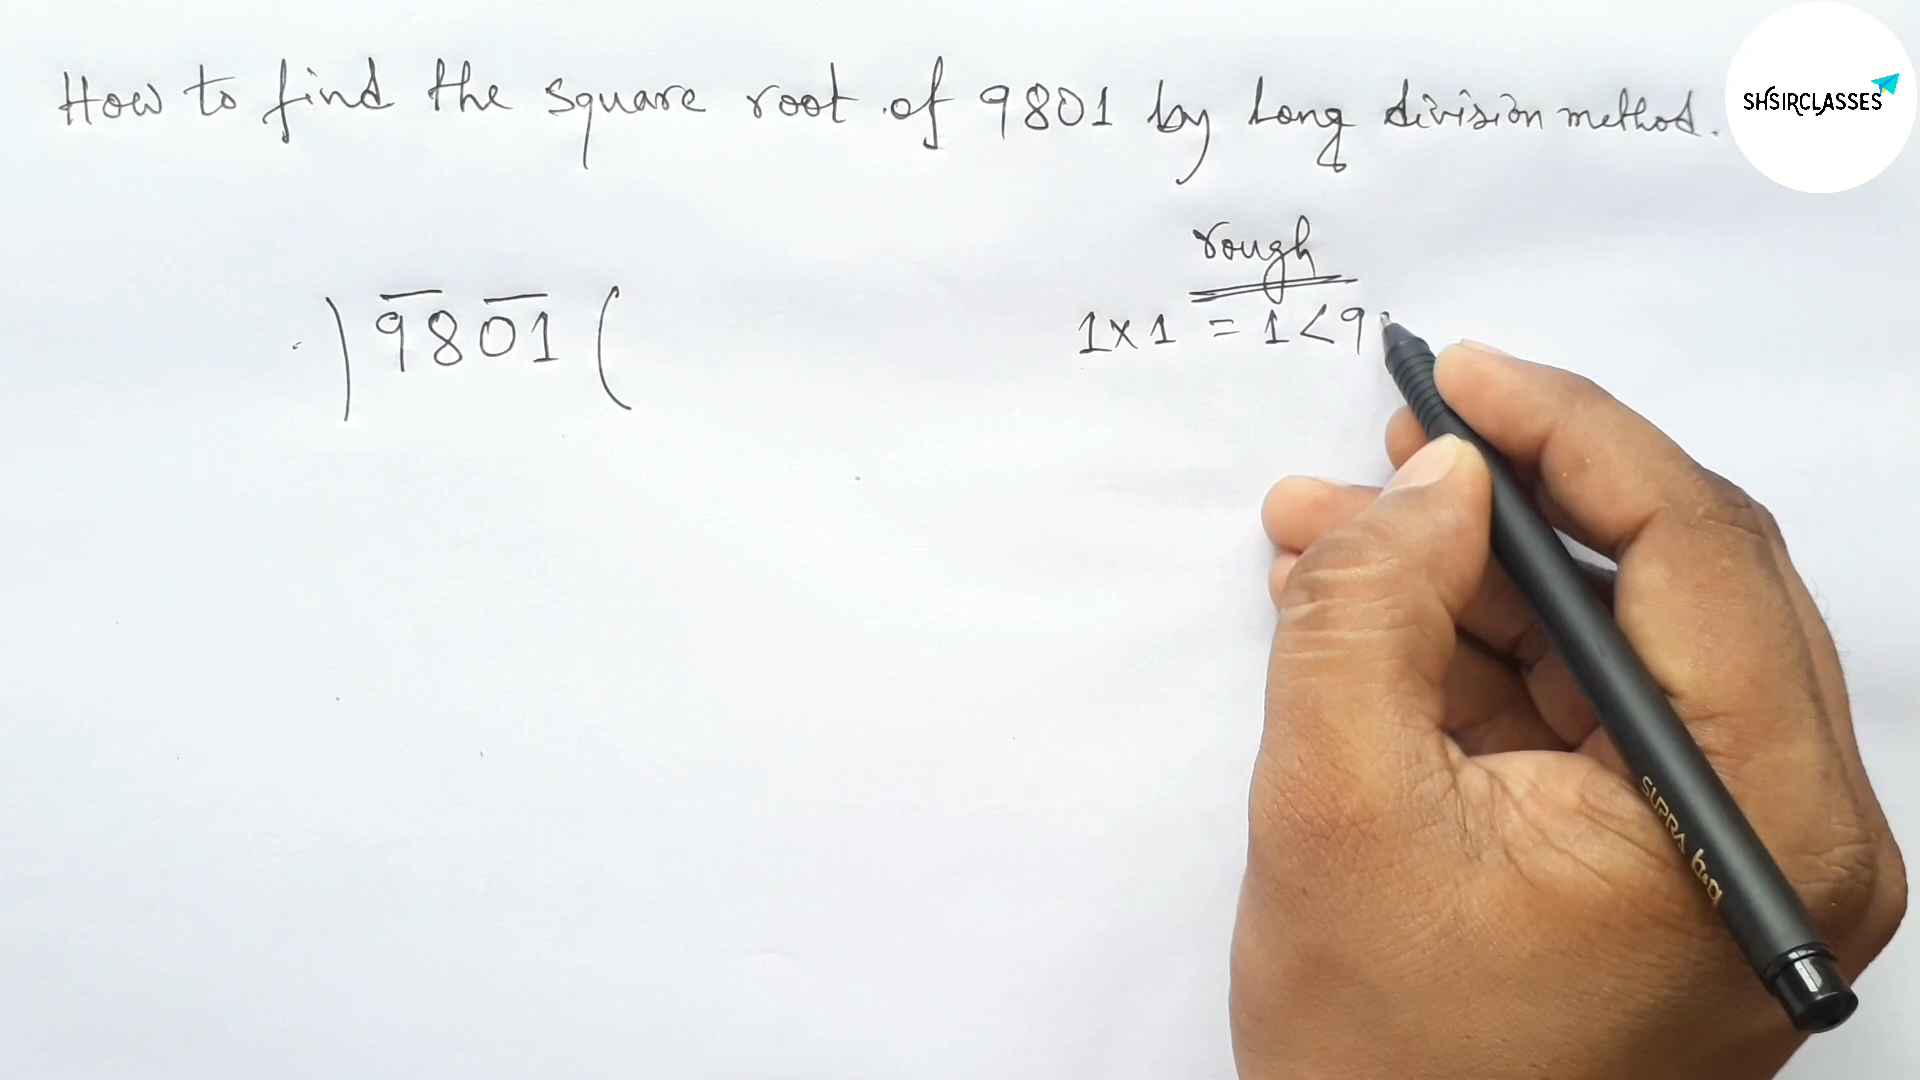 How to find the square root of 9801 by Long division method.
SHSIRCLASSES
rough
) 9801 (
1×1 = 1<9
SUPRA